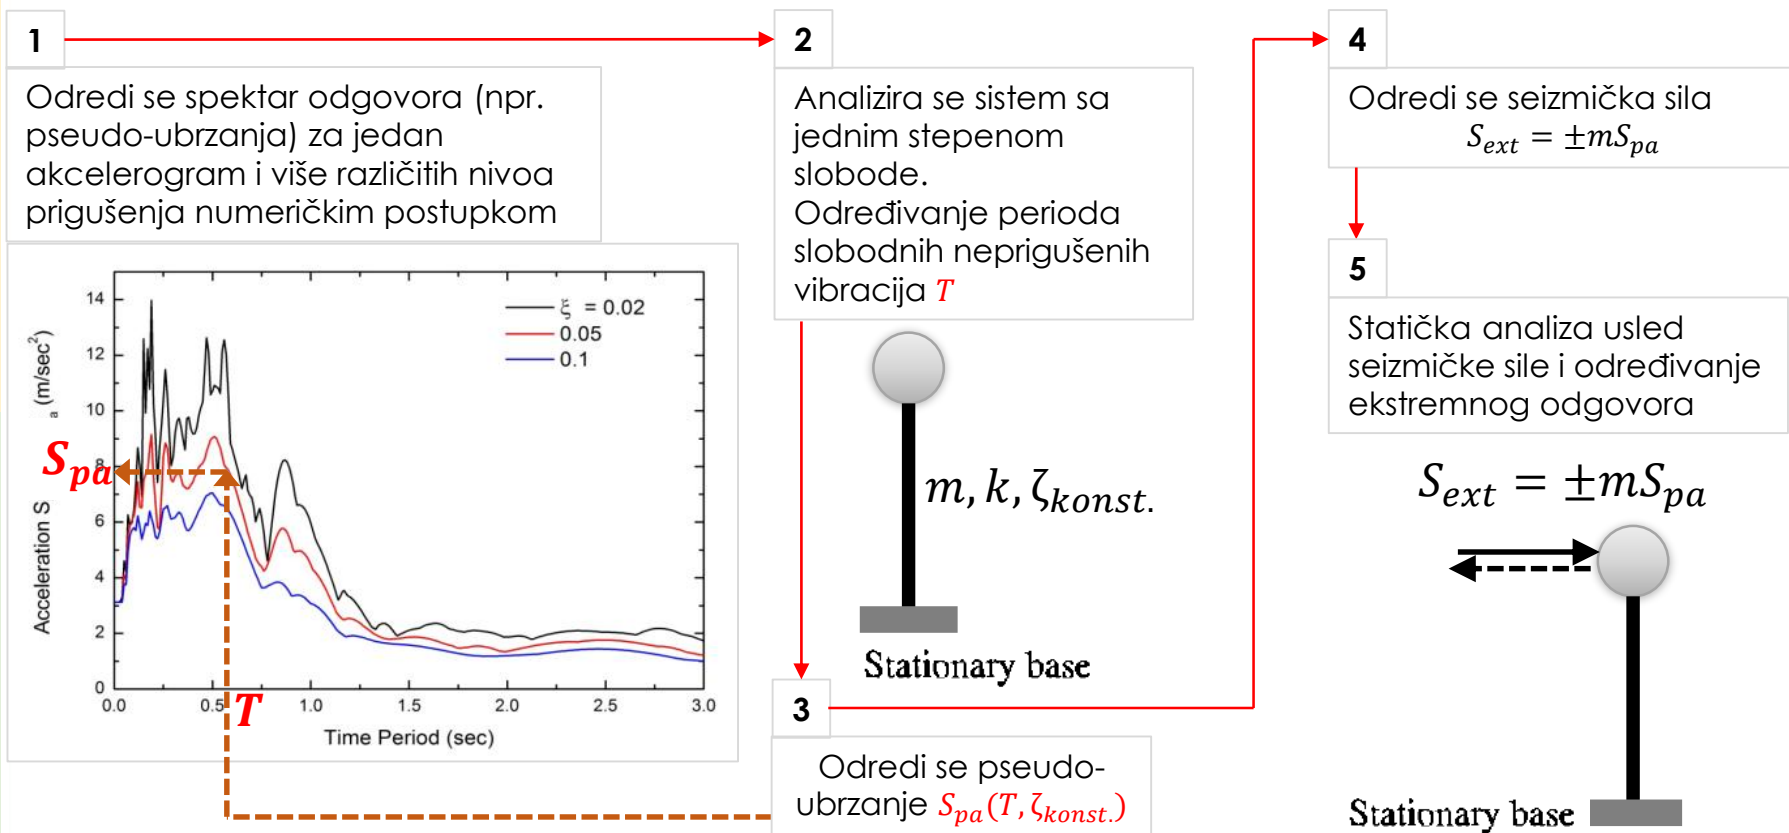 1
Odredi se spektar odgovora (npr.
pseudo-ubrzanja) za jedan
akcelerogram i više različitih nivoa
prigušenja numeričkim postupkom
Acceleration S a (m/sec²)
14
12
10
8
6
4
2
0
0.0 0.5 1.0 1.5 2.0 2.5 3.0
Time Period (sec)
ξ = 0.02
0.05
0.1
S_pa
T
2
Analizira se sistem sa
jednim stepenom
slobode.
Određivanje perioda
slobodnih neprigušenih
vibracija T
m, k, ζ_konst.
Stationary base
3
Odredi se pseudo-
ubrzanje S_pa(T, ζ_konst.)
4
Odredi se seizmička sila
S_ext = ±mS_pa
5
Statička analiza usled
seizmičke sile i određivanje
ekstremnog odgovora
S_ext = ±mS_pa
Stationary base